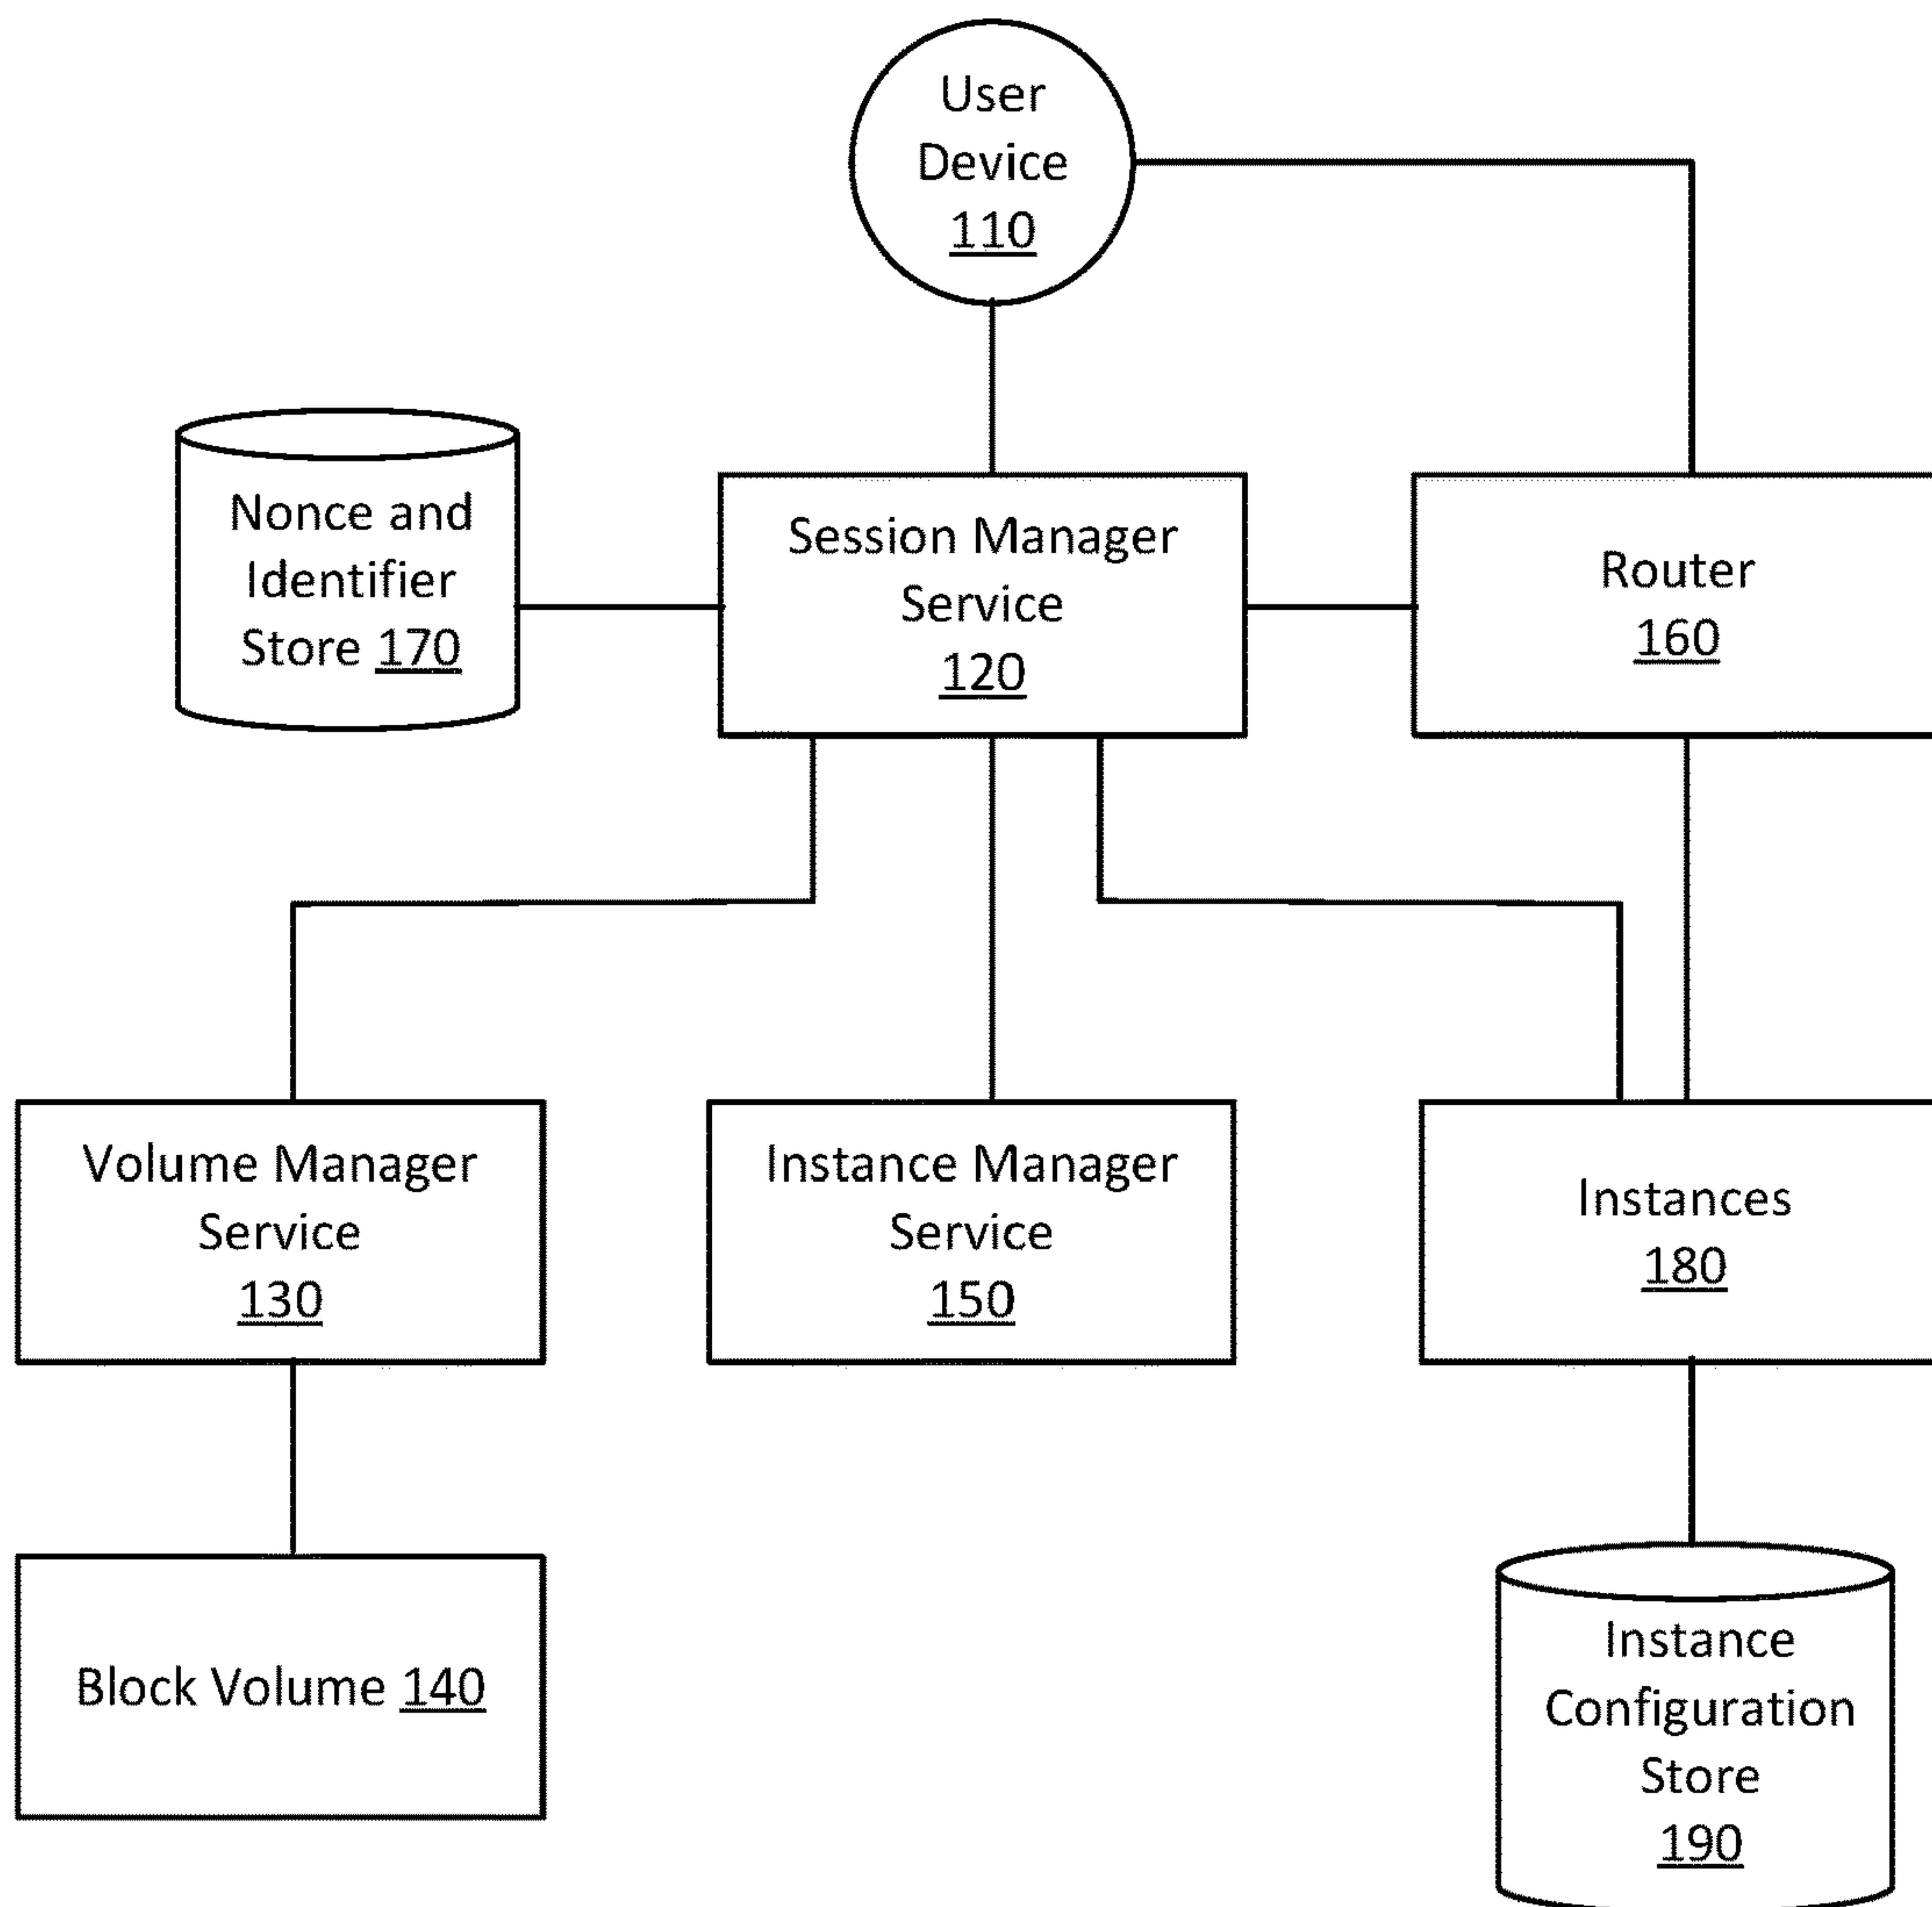 User
Device
110
Nonce and
Identifier
Store 170
Session Manager
Service
120
Router
160
Volume Manager
Service
130
Instance Manager
Service
150
Instances
180
Block Volume 140
Instance
Configuration
Store
190